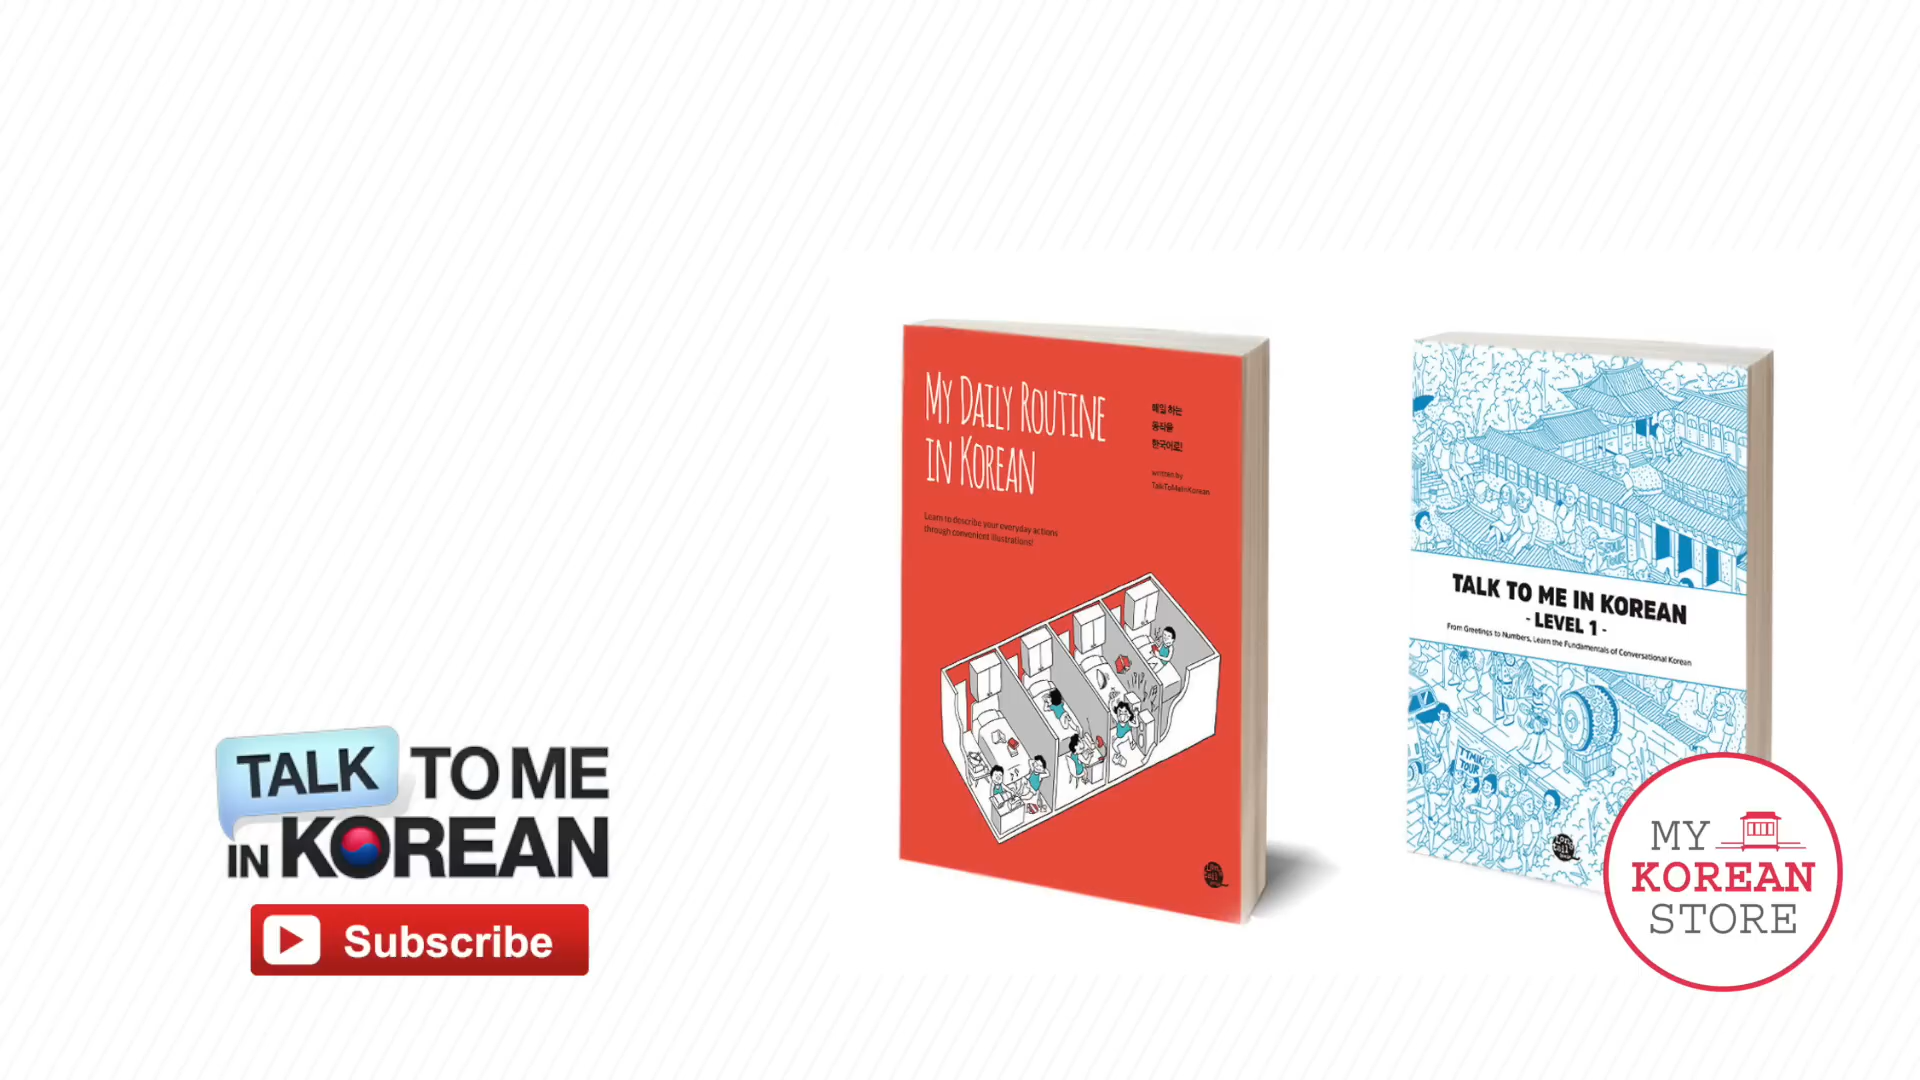 MY DAILY ROUTINE
IN KOREAN
매일 하는
동작을
한국어로!
written by
TalkToMeInKorean
Learn to describe your everyday actions
through convenient illustrations!
TALK TO ME IN KOREAN
- LEVEL 1 -
From Greetings to Numbers, Learn the Fundamentals of Conversational Korean
SEOUL
TOUR
TTMIK
TOUR
TALK TO ME
IN KOREAN
Subscribe
MY
KOREAN
STORE